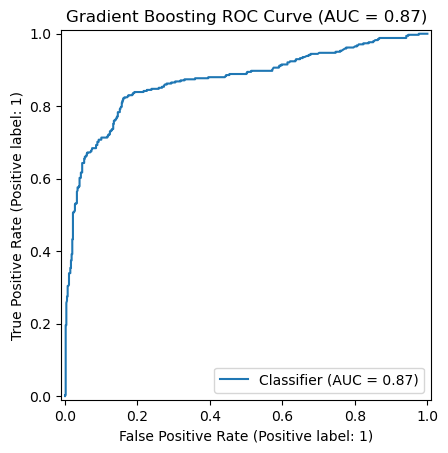 Gradient Boosting ROC Curve (AUC = 0.87)
1.0
0.8
0.6
0.4
0.2
0.0
True Positive Rate (Positive label: 1)
Classifier (AUC = 0.87)
0.0 0.2 0.4 0.6 0.8 1.0
False Positive Rate (Positive label: 1)